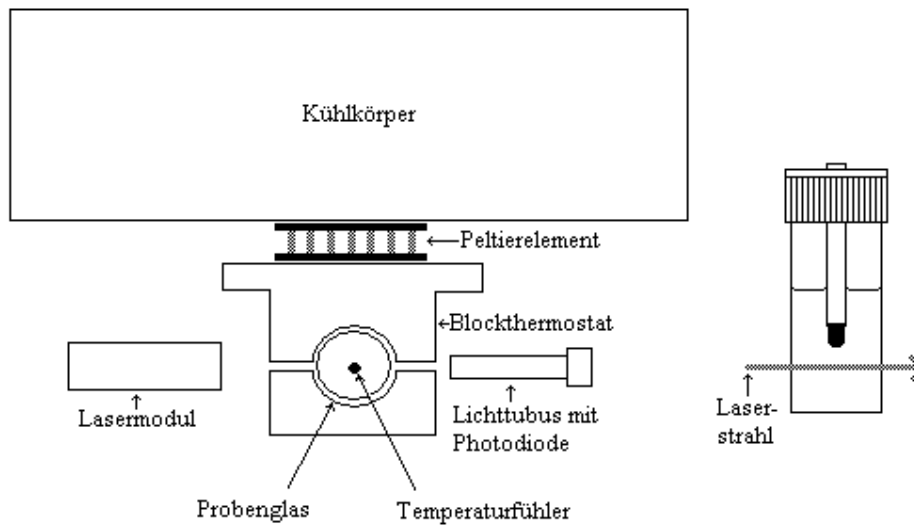 Kühlkörper
Peltierelement
Blockthermostat
Lasermodul
Lichttubus mit
Photodiode
Laser-
strahl
Probenglas
Temperaturfühler